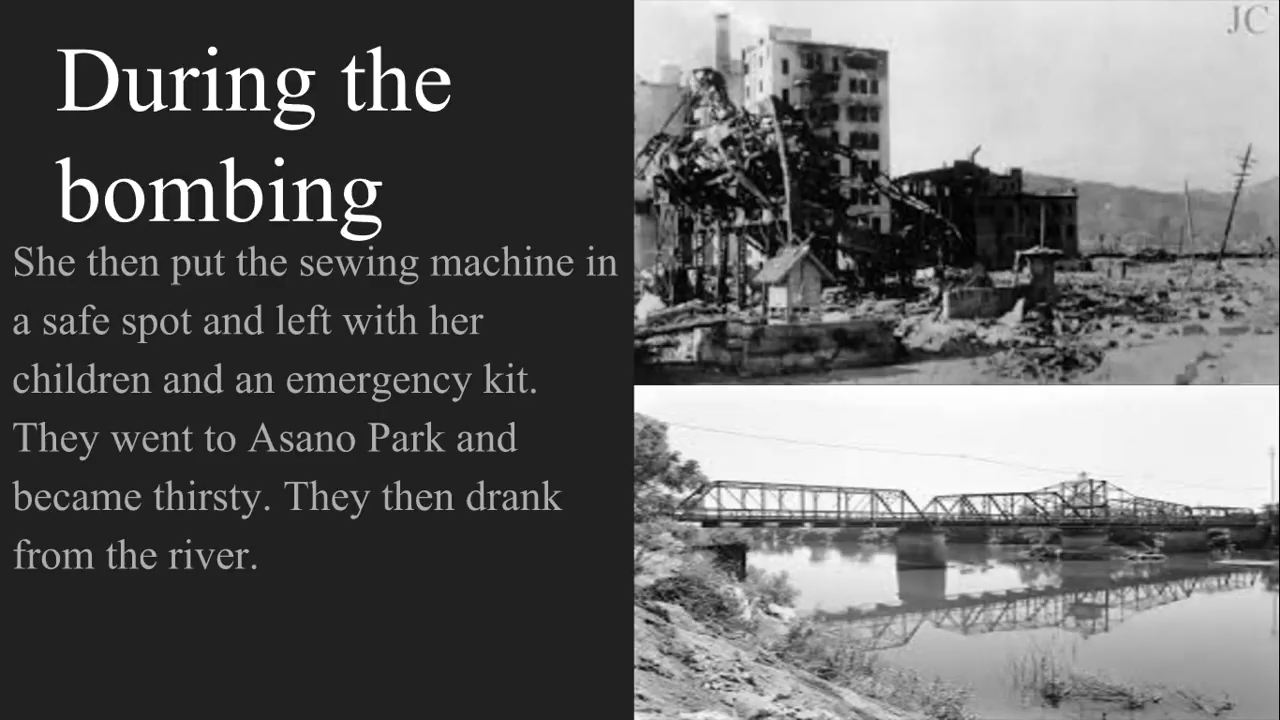 During the
bombing
She then put the sewing machine in
a safe spot and left with her
children and an emergency kit.
They went to Asano Park and
became thirsty. They then drank
from the river.
JC